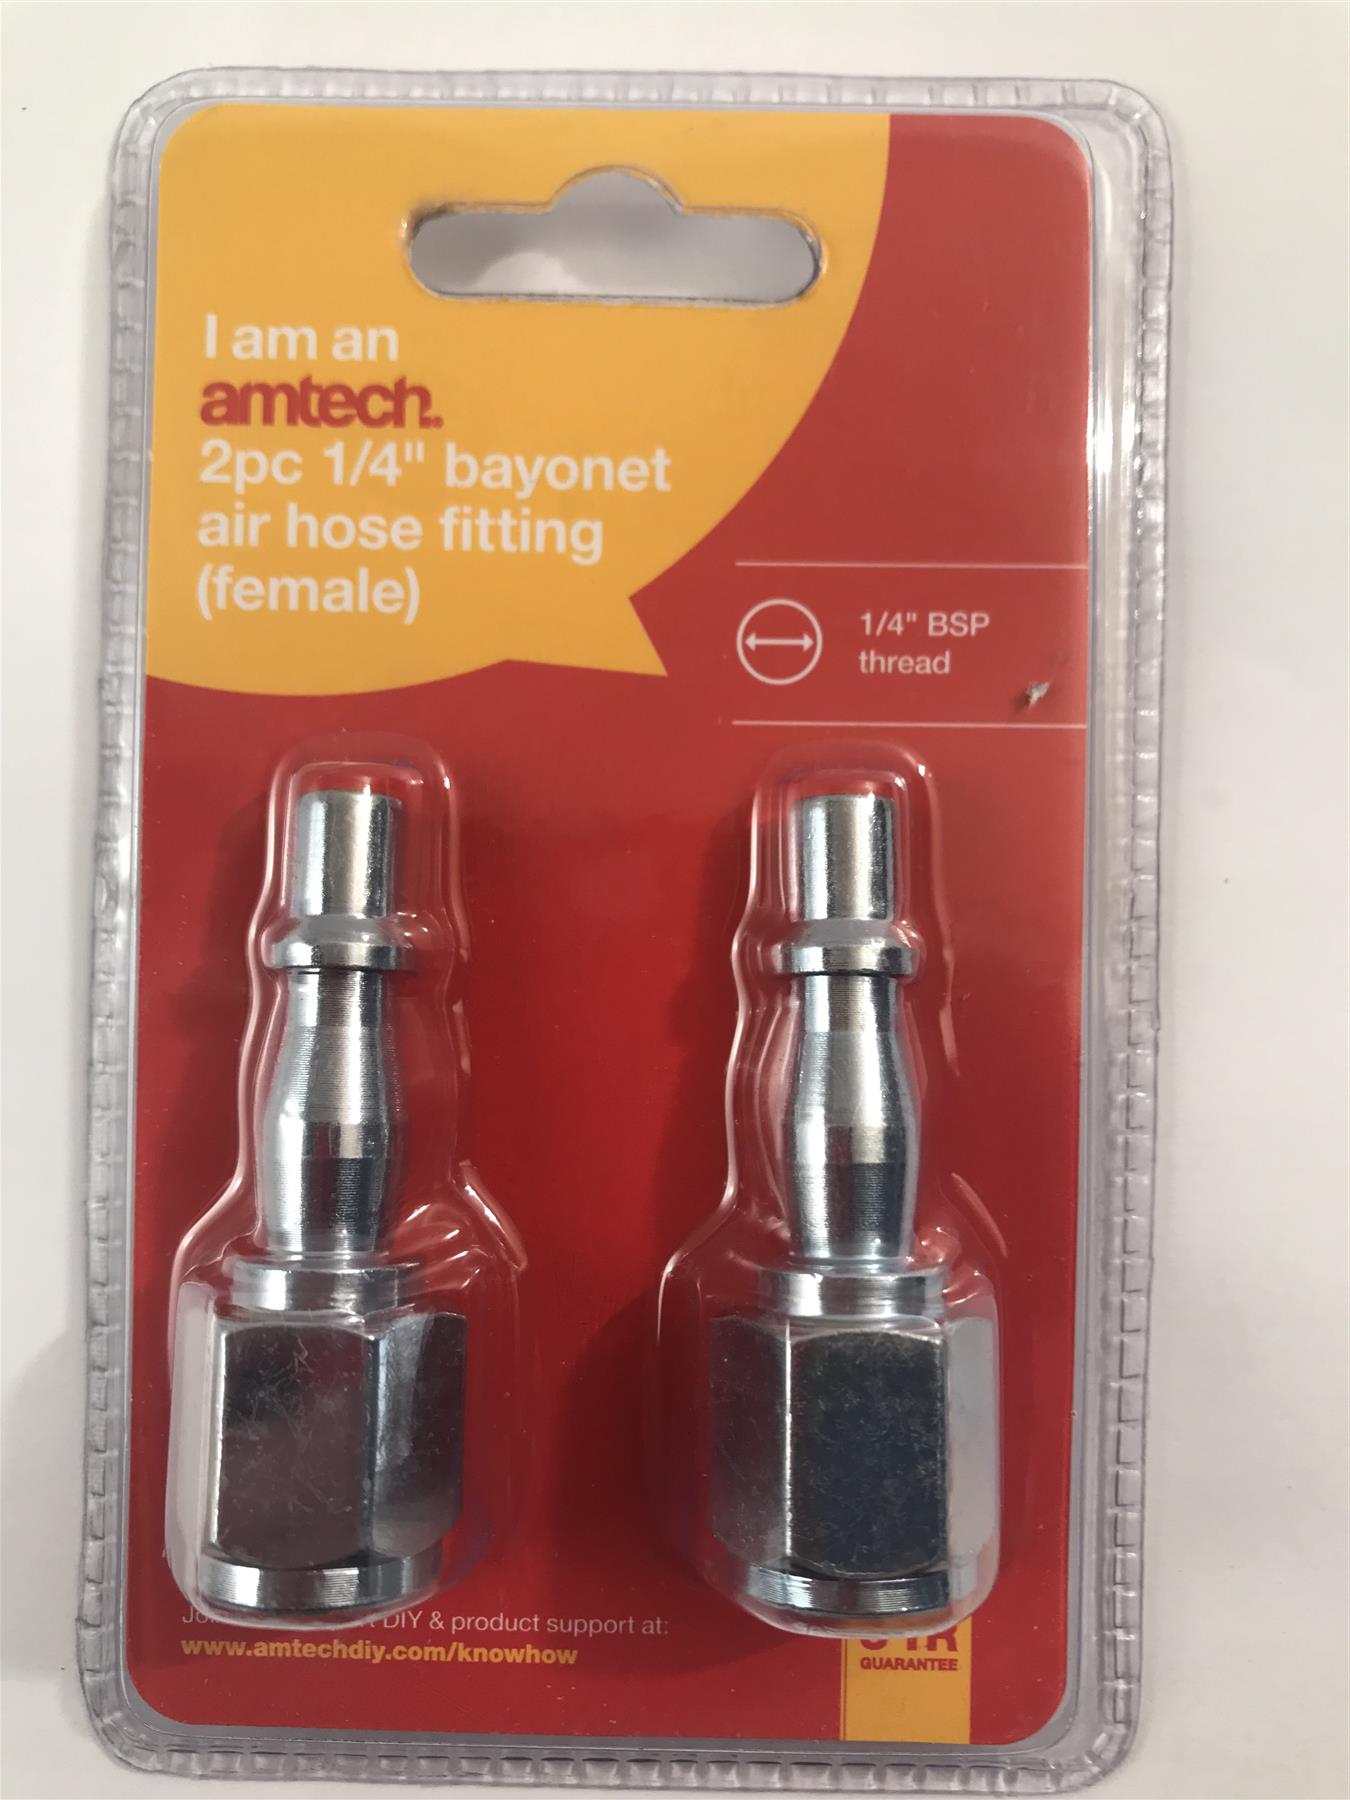 I am an
amtech.
2pc 1/4" bayonet
air hose fitting
(female)
1/4" BSP
thread
DIY & product support at:
www.amtechdiy.com/knowhow
GUARANTEE